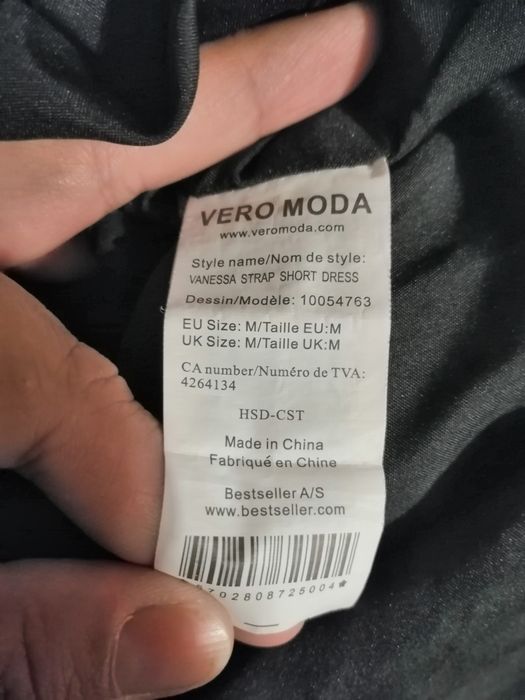 VERO MODA
www.veromoda.com
Style name/Nom de style:
VANESSA STRAP SHORT DRESS
Dessin/Modèle: 10054763
EU Size: M/Taille EU:M
UK Size: M/Taille UK:M
CA number/Numéro de TVA:
4264134
HSD-CST
Made in China
Fabriqué en Chine
Bestseller A/S
www.bestseller.com
5702808725004